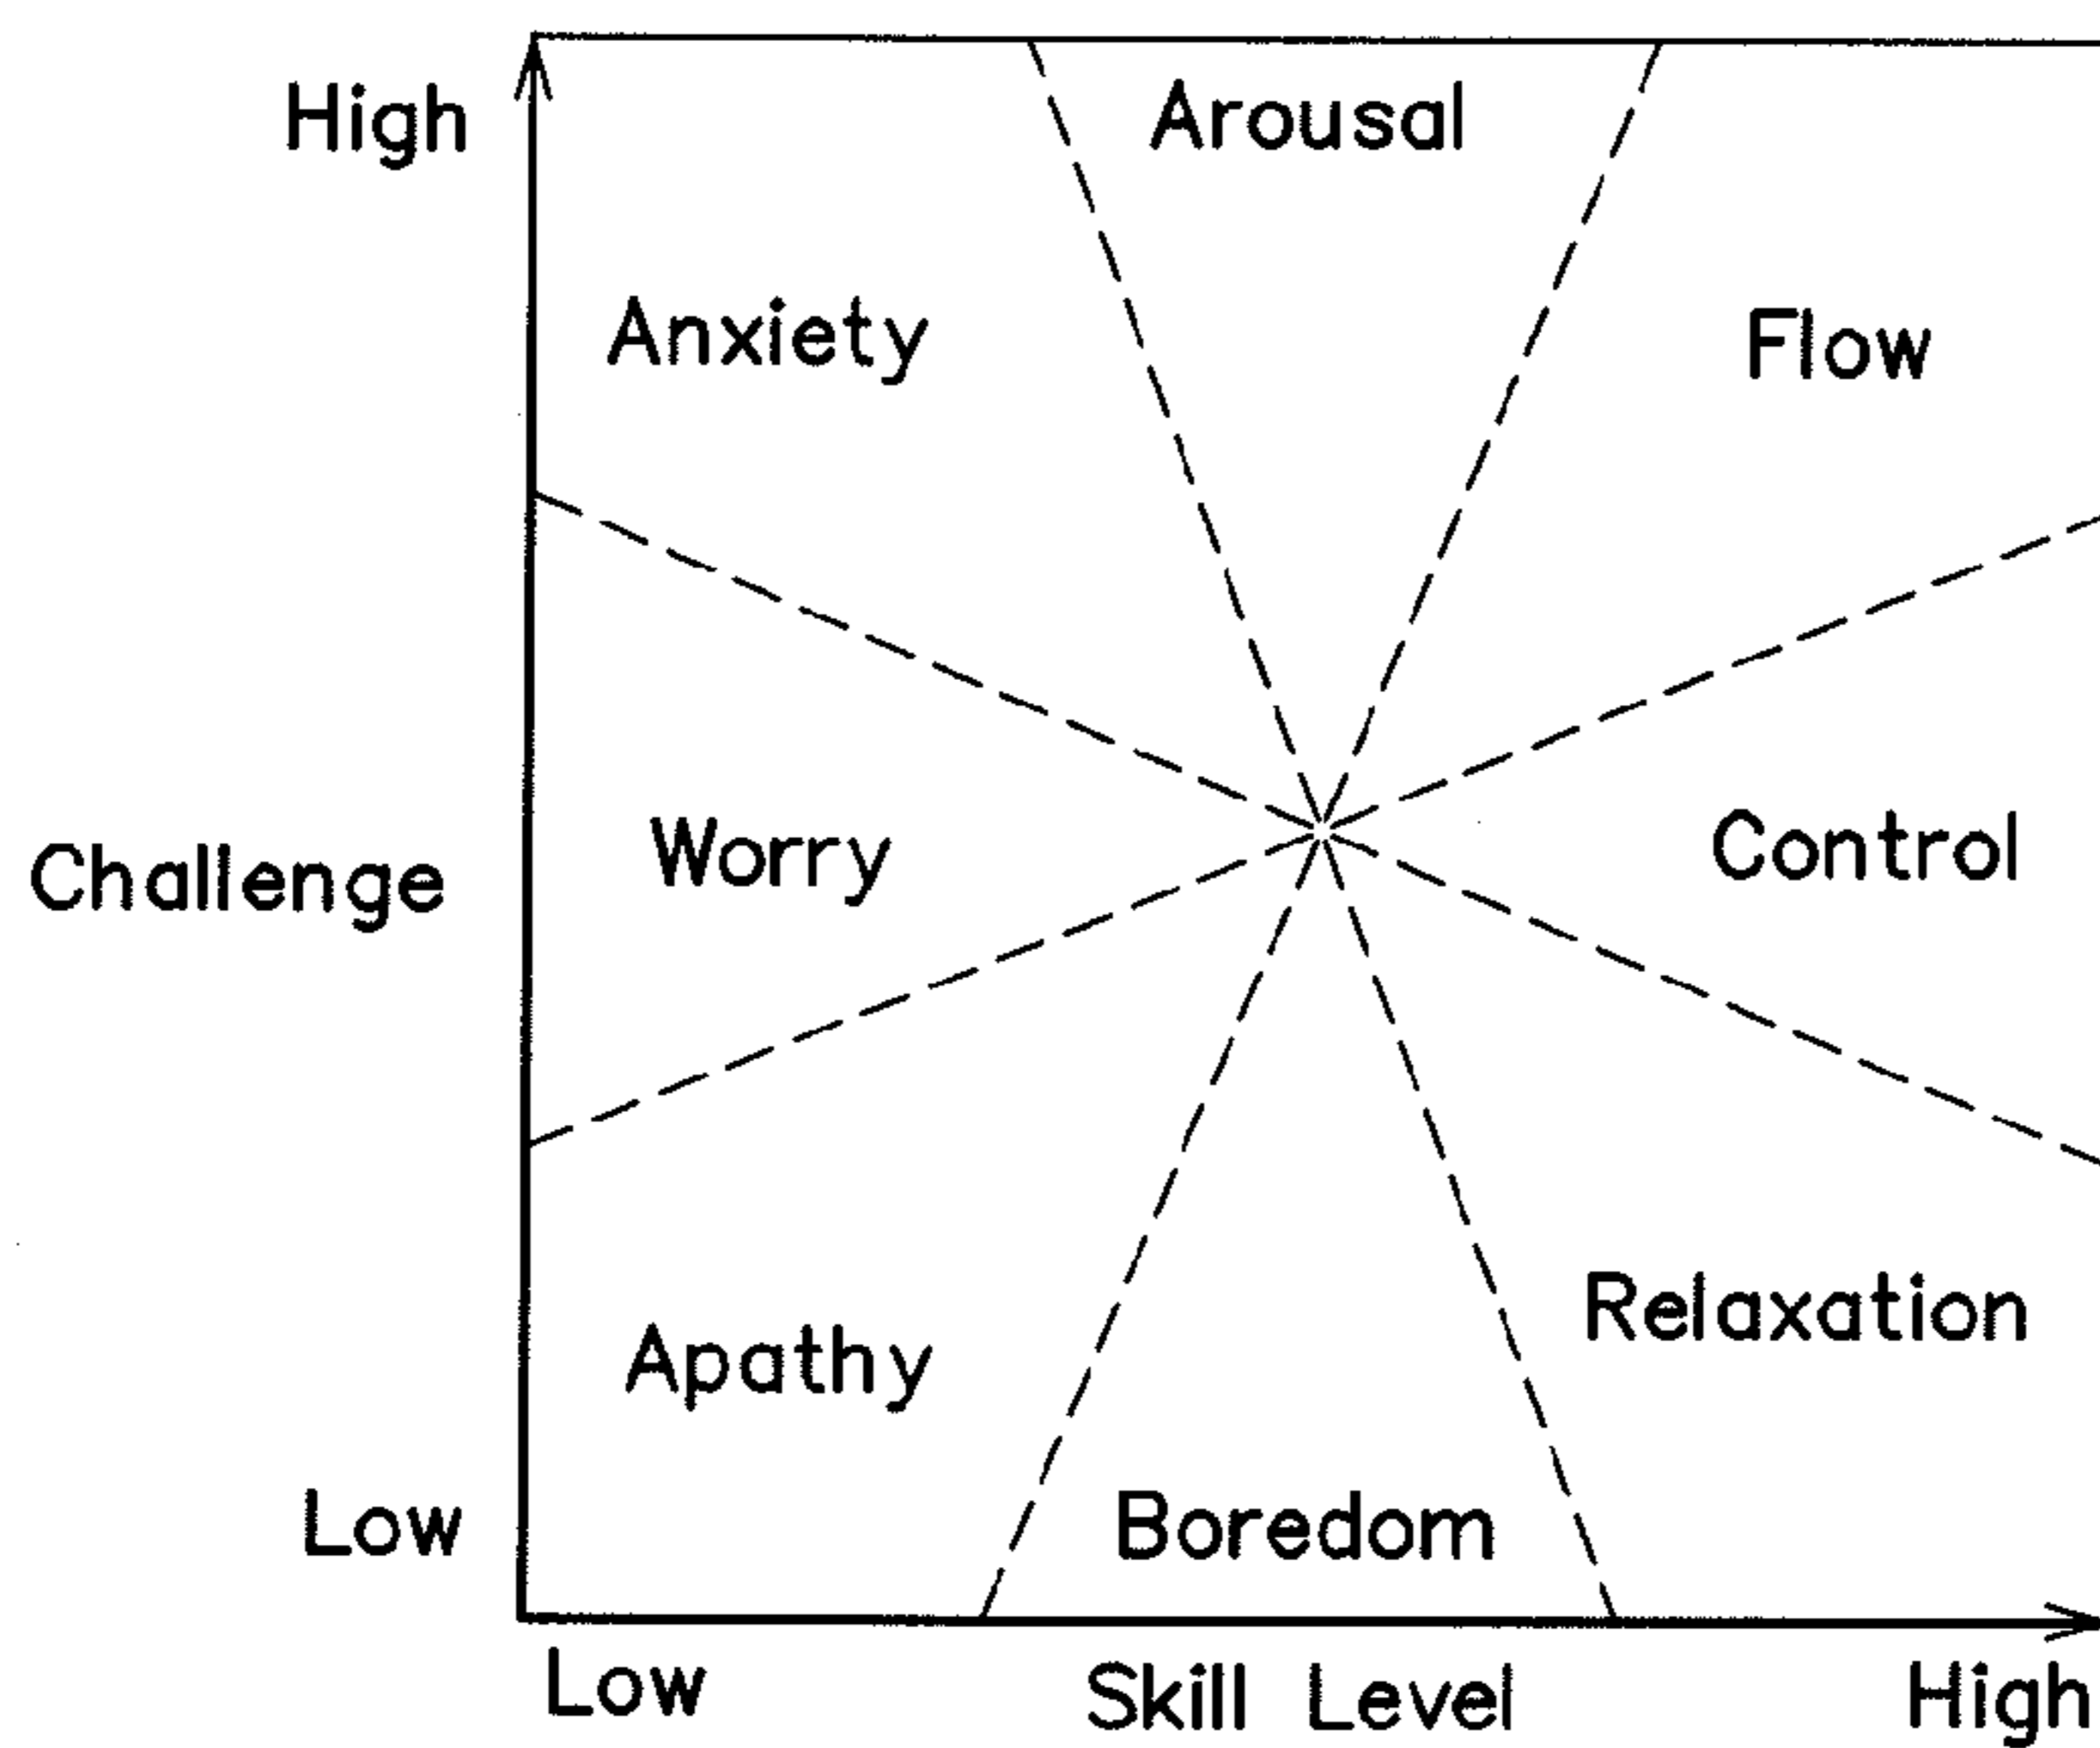 High
Arousal
Anxiety
Flow
Challenge
Worry
Control
Apathy
Relaxation
Low
Boredom
Low
Skill Level
High